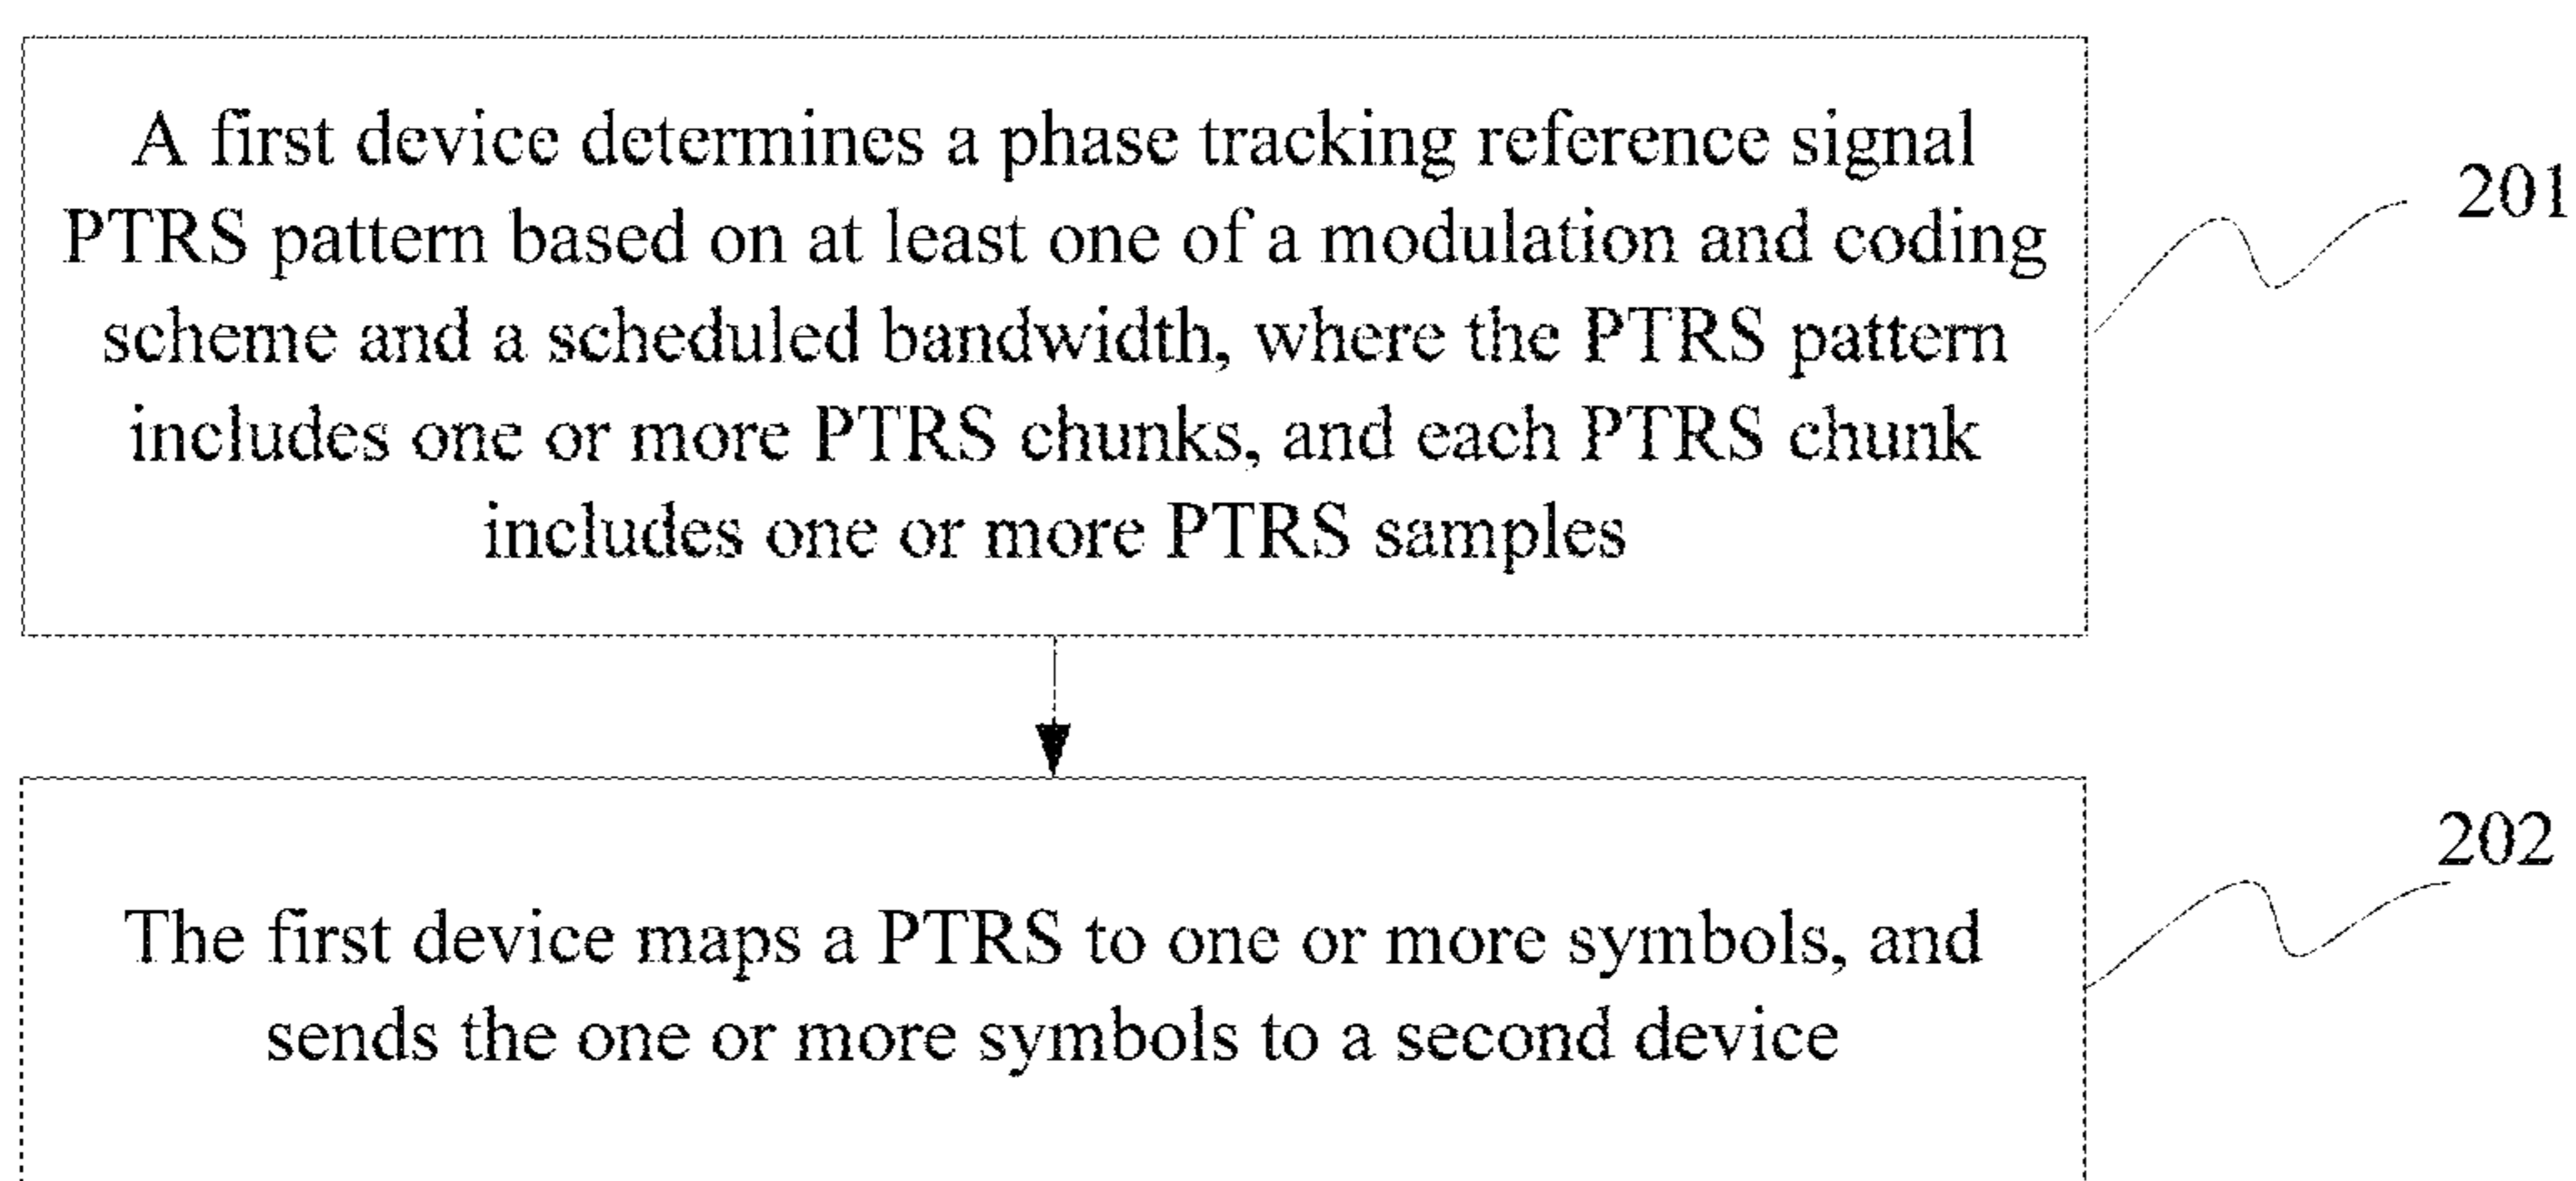 A first device determines a phase tracking reference signal
PTRS pattern based on at least one of a modulation and coding
scheme and a scheduled bandwidth, where the PTRS pattern
includes one or more PTRS chunks, and each PTRS chunk
includes one or more PTRS samples
201
The first device maps a PTRS to one or more symbols, and
sends the one or more symbols to a second device
202